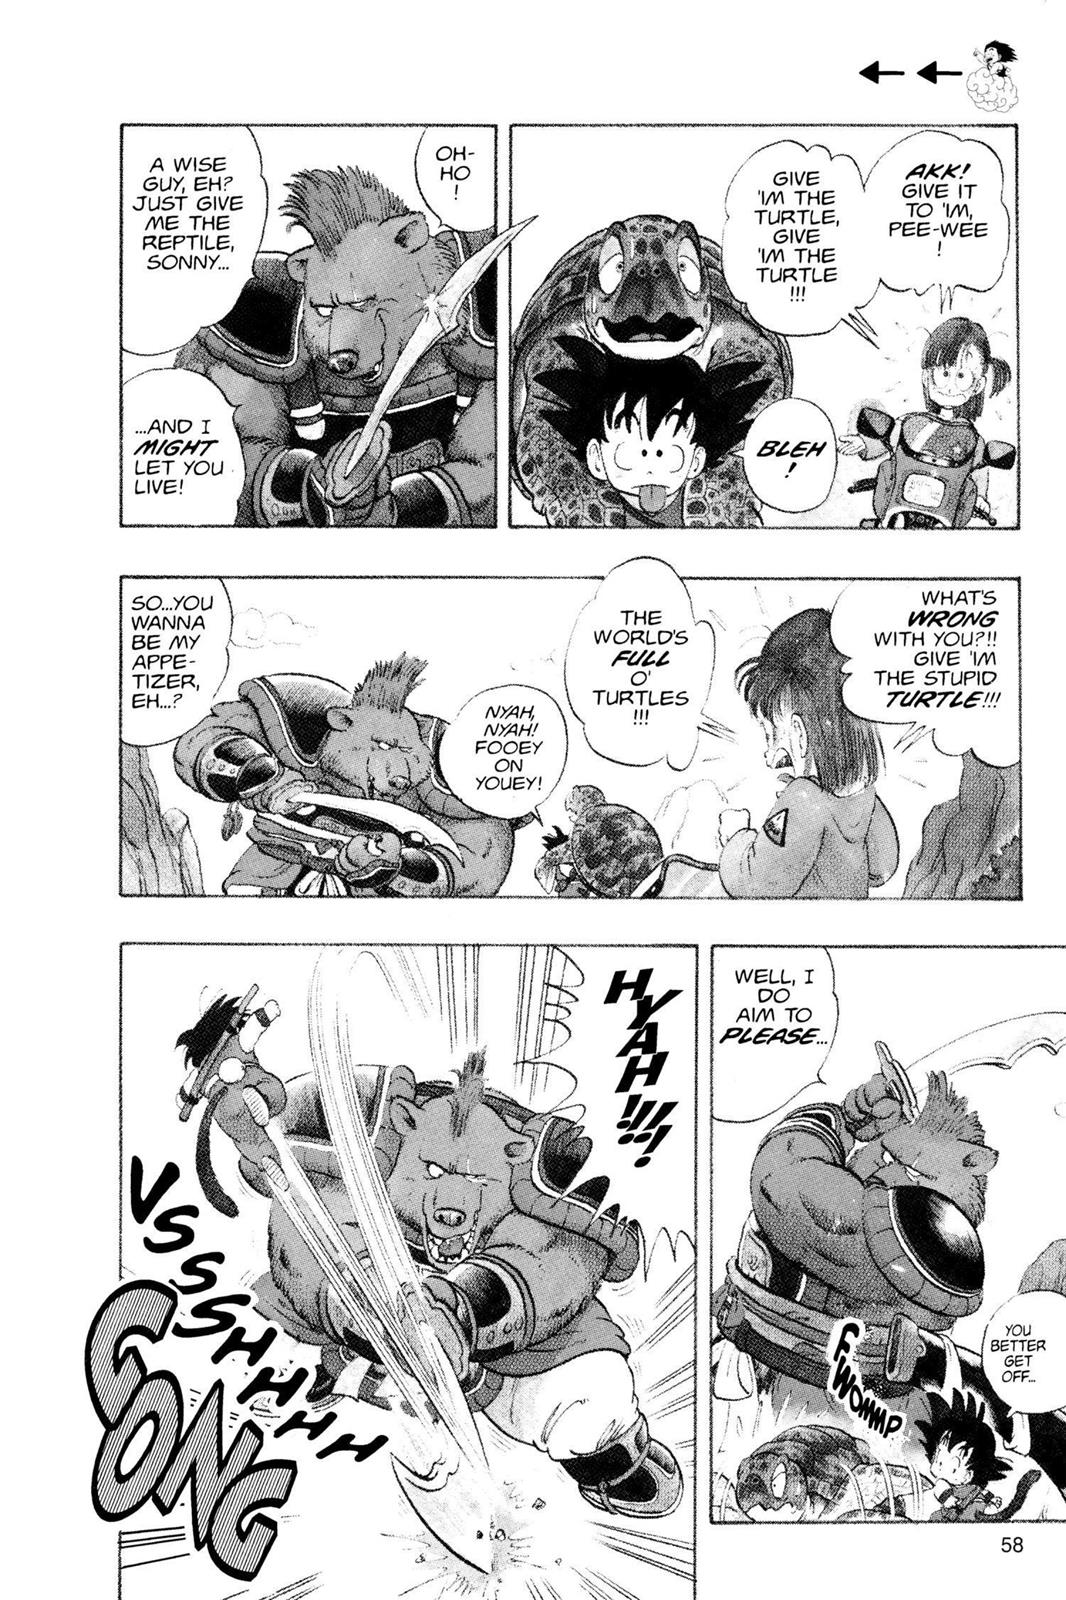 AKK!
GIVE IT
TO 'IM,
PEE-WEE
!
GIVE
'IM THE
TURTLE,
GIVE
'IM THE
TURTLE
!!!
BLEH
!
OH-
HO
!
A WISE
GUY, EH?
JUST GIVE
ME THE
REPTILE,
SONNY...
...AND I
MIGHT
LET YOU
LIVE!
WHAT'S
WRONG
WITH YOU?!!
GIVE 'IM
THE STUPID
TURTLE!!!
THE
WORLD'S
FULL
O'
TURTLES
!!!
NYAH,
NYAH!
FOOEY
ON
YOUEY!
SO...YOU
WANNA
BE MY
APPE-
TIZER,
EH...?
WELL, I
DO
AIM TO
PLEASE...
YOU
BETTER
GET
OFF...
FWOMMP
HYAH!!!!
VSSSSHHHH
GONG
58